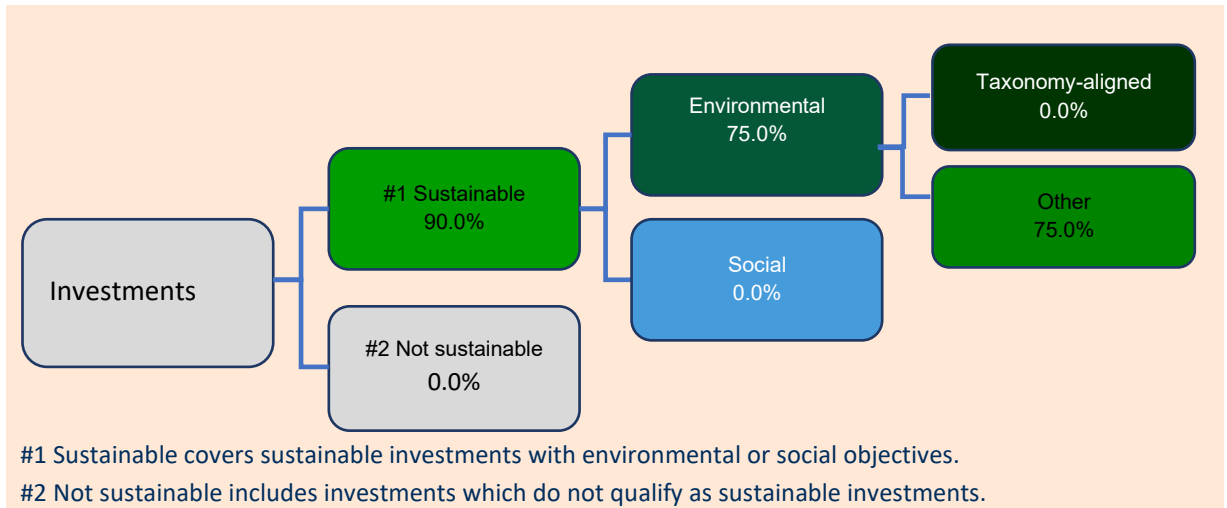 Investments
#1 Sustainable
90.0%
#2 Not sustainable
0.0%
Environmental
75.0%
Social
0.0%
Taxonomy-aligned
0.0%
Other
75.0%
#1 Sustainable covers sustainable investments with environmental or social objectives.
#2 Not sustainable includes investments which do not qualify as sustainable investments.